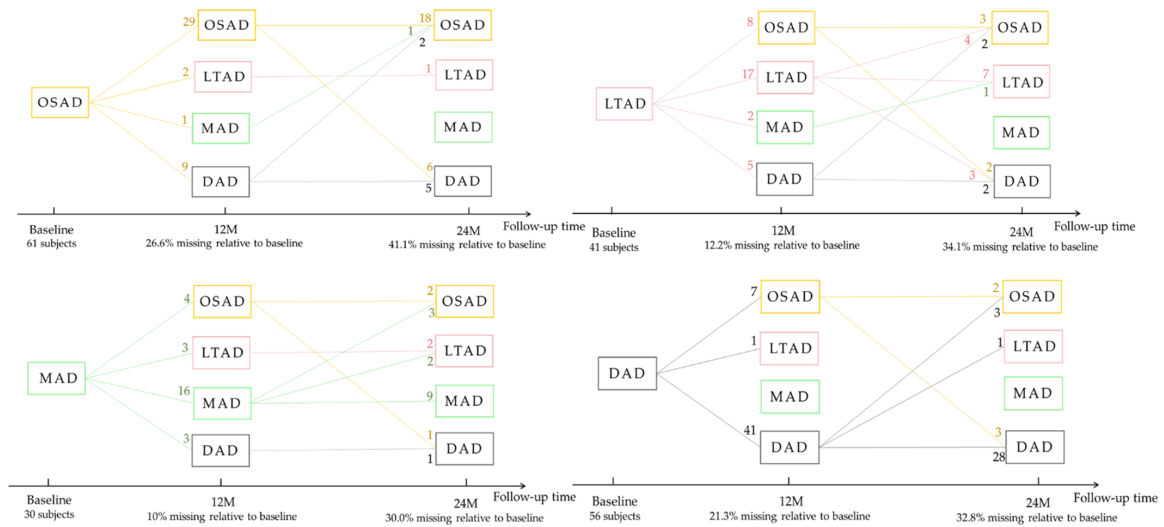 29
OSAD
18
OSAD
1
2
2
LTAD
1
LTAD
OSAD
1
MAD
MAD
9
DAD
6
DAD
5
Baseline
61 subjects
12M
26.6% missing relative to baseline
24M
41.1% missing relative to baseline
Follow-up time
8
OSAD
3
OSAD
4
2
17
LTAD
7
LTAD
1
LTAD
2
MAD
MAD
5
DAD
2
DAD
3
2
Baseline
41 subjects
12M
12.2% missing relative to baseline
24M
34.1% missing relative to baseline
Follow-up time
4
OSAD
2
OSAD
3
3
LTAD
2
LTAD
2
MAD
16
MAD
9
MAD
3
DAD
1
DAD
1
Baseline
30 subjects
12M
10% missing relative to baseline
24M
30.0% missing relative to baseline
Follow-up time
7
OSAD
2
OSAD
3
1
LTAD
1
LTAD
DAD
MAD
MAD
41
DAD
3
DAD
28
Baseline
56 subjects
12M
21.3% missing relative to baseline
24M
32.8% missing relative to baseline
Follow-up time